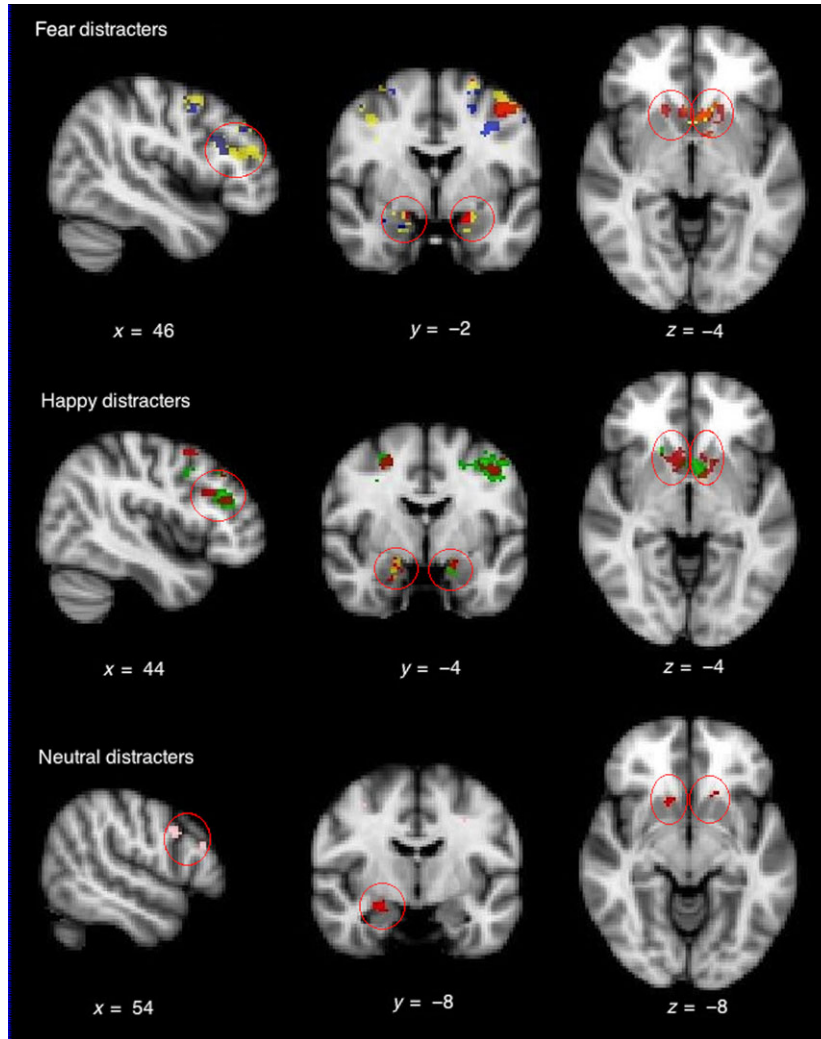 Fear distracters
x = 46
y = −2
z = −4
Happy distracters
x = 44
y = −4
z = −4
Neutral distracters
x = 54
y = −8
z = −8